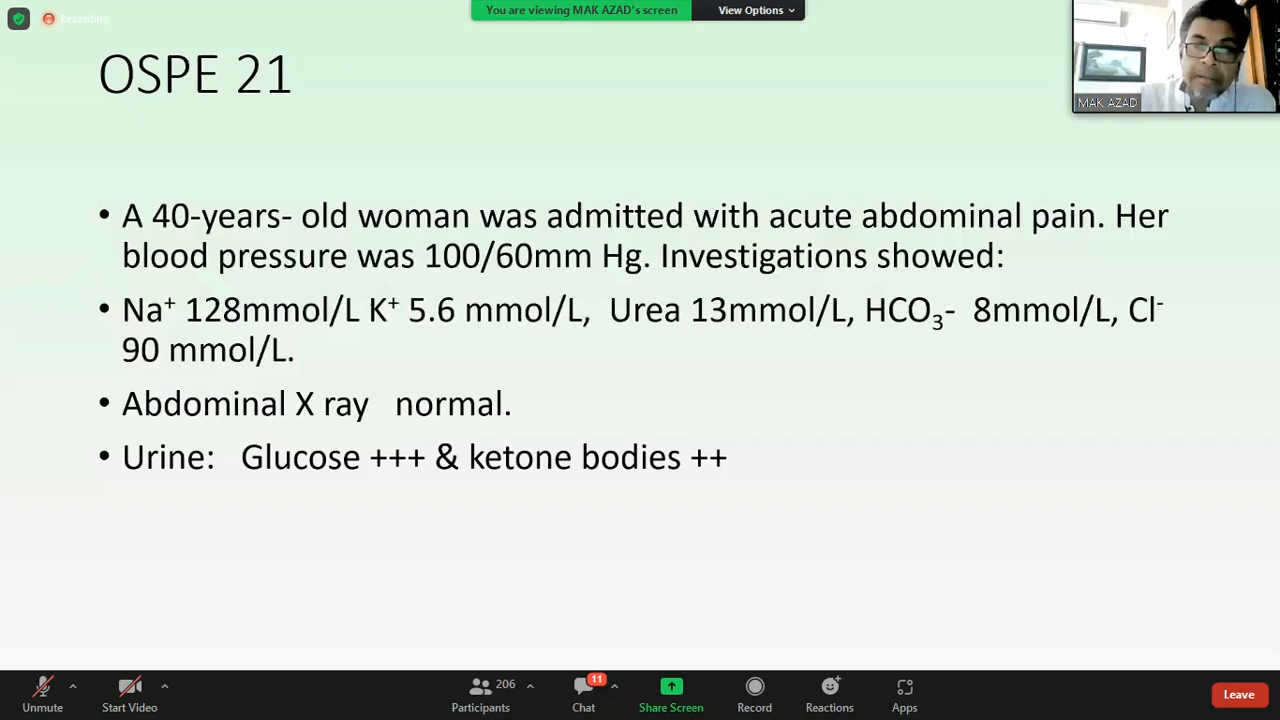 Recording
You are viewing MAK AZAD's screen
View Options
MAK AZAD
OSPE 21
• A 40-years- old woman was admitted with acute abdominal pain. Her
blood pressure was 100/60mm Hg. Investigations showed:
• Na⁺ 128mmol/L K⁺ 5.6 mmol/L, Urea 13mmol/L, HCO₃- 8mmol/L, Cl⁻
90 mmol/L.
• Abdominal X ray normal.
• Urine: Glucose +++ & ketone bodies ++
Unmute
Start Video
206
Participants
11
Chat
Share Screen
Record
Reactions
Apps
Leave